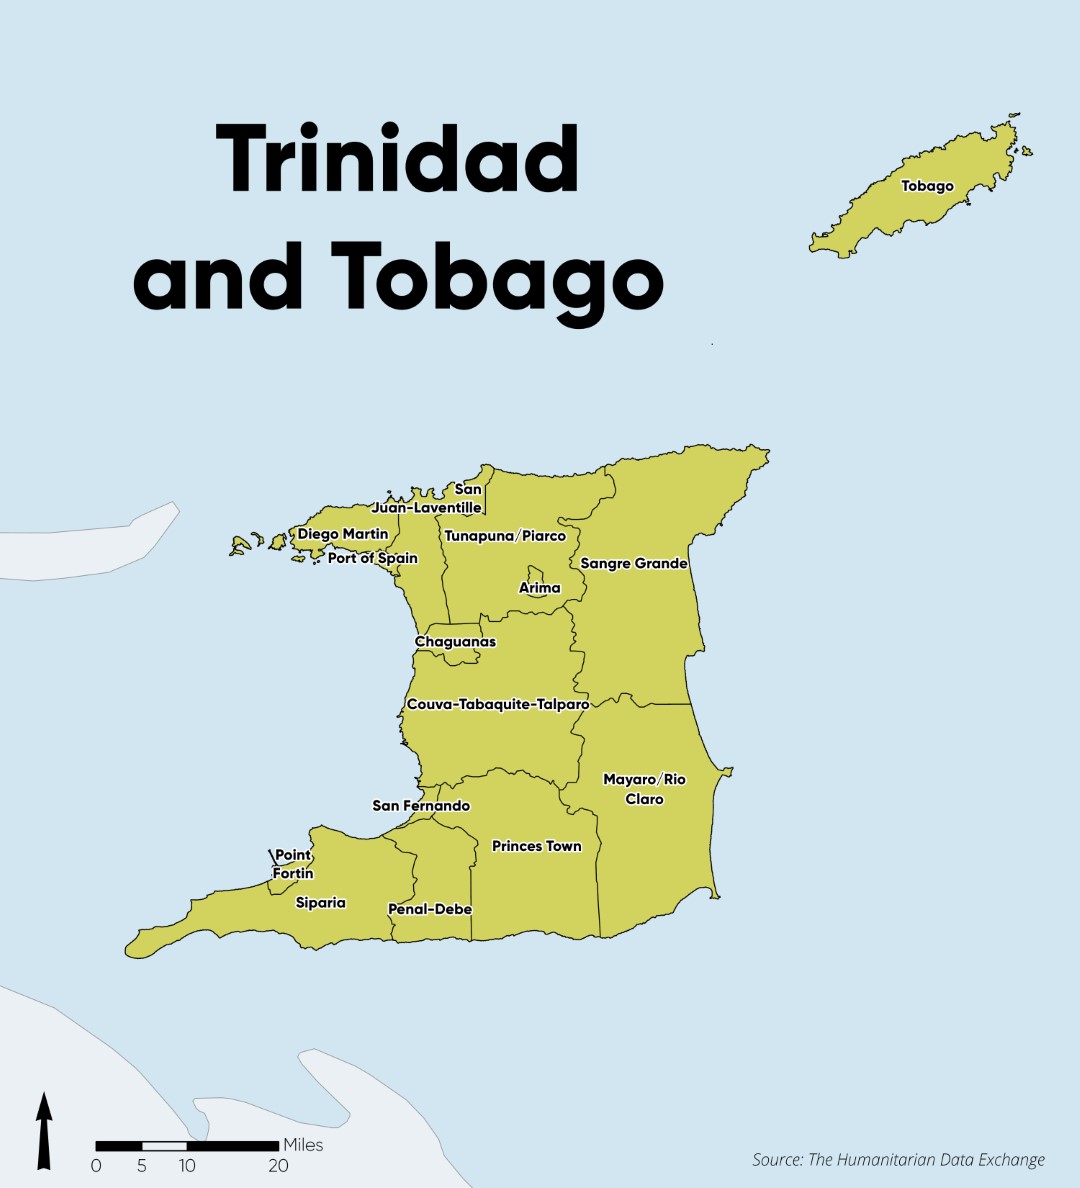 Trinidad
and Tobago
Tobago
San
Juan-Laventille
Diego Martin
Tunapuna/Piarco
Port of Spain
Sangre Grande
Arima
Chaguanas
Couva-Tabaquite-Talparo
Mayaro/Rio
Claro
San Fernando
Princes Town
Point
Fortin
Siparia
Penal-Debe
Miles
0 5 10 20
Source: The Humanitarian Data Exchange